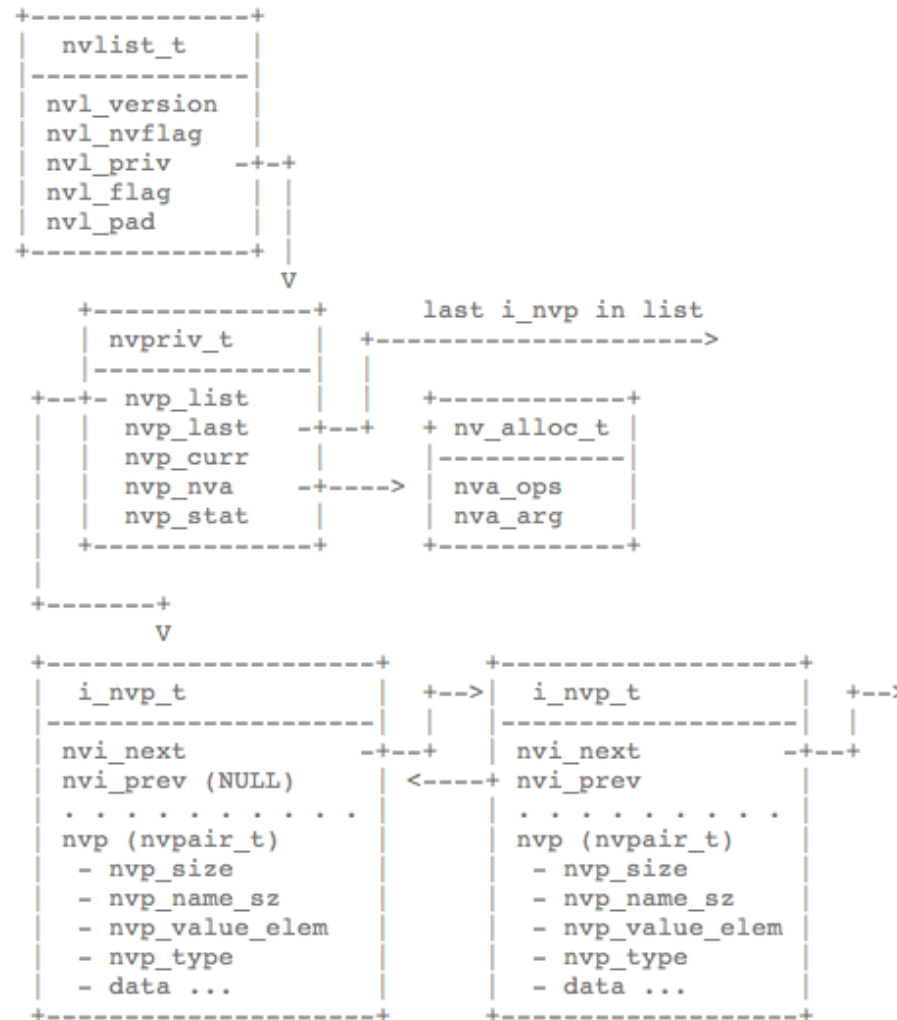 nvlist_t
nvl_version
nvl_nvflag
nvl_priv
nvl_flag
nvl_pad
V
last i_nvp in list
nvpriv_t
nvp_list
nvp_last
nv_alloc_t
nvp_curr
nvp_nva
nva_ops
nvp_stat
nva_arg
V
i_nvp_t
nvi_next
nvi_prev (NULL)
. . . . . . . . . .
nvp (nvpair_t)
- nvp_size
- nvp_name_sz
- nvp_value_elem
- nvp_type
- data ...
i_nvp_t
nvi_next
nvi_prev
. . . . . . . . .
nvp (nvpair_t)
- nvp_size
- nvp_name_sz
- nvp_value_elem
- nvp_type
- data ...